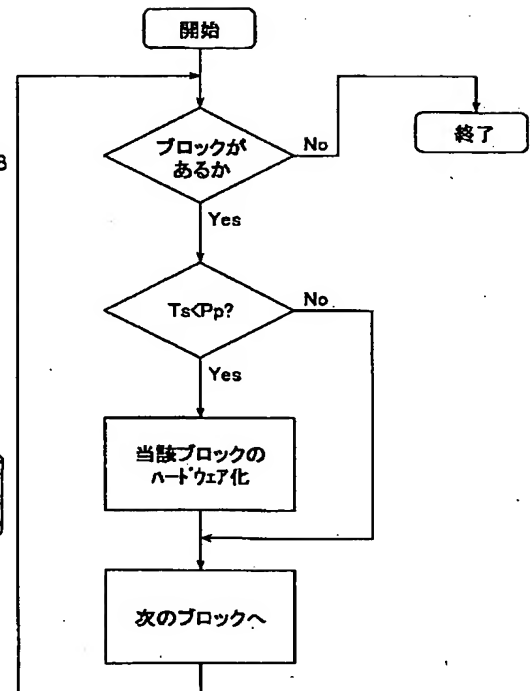 開始
ブロックが
あるか
No
終了
8
Yes
Ts<Pp?
No
Yes
当該ブロックの
ハードウェア化
次のブロックへ